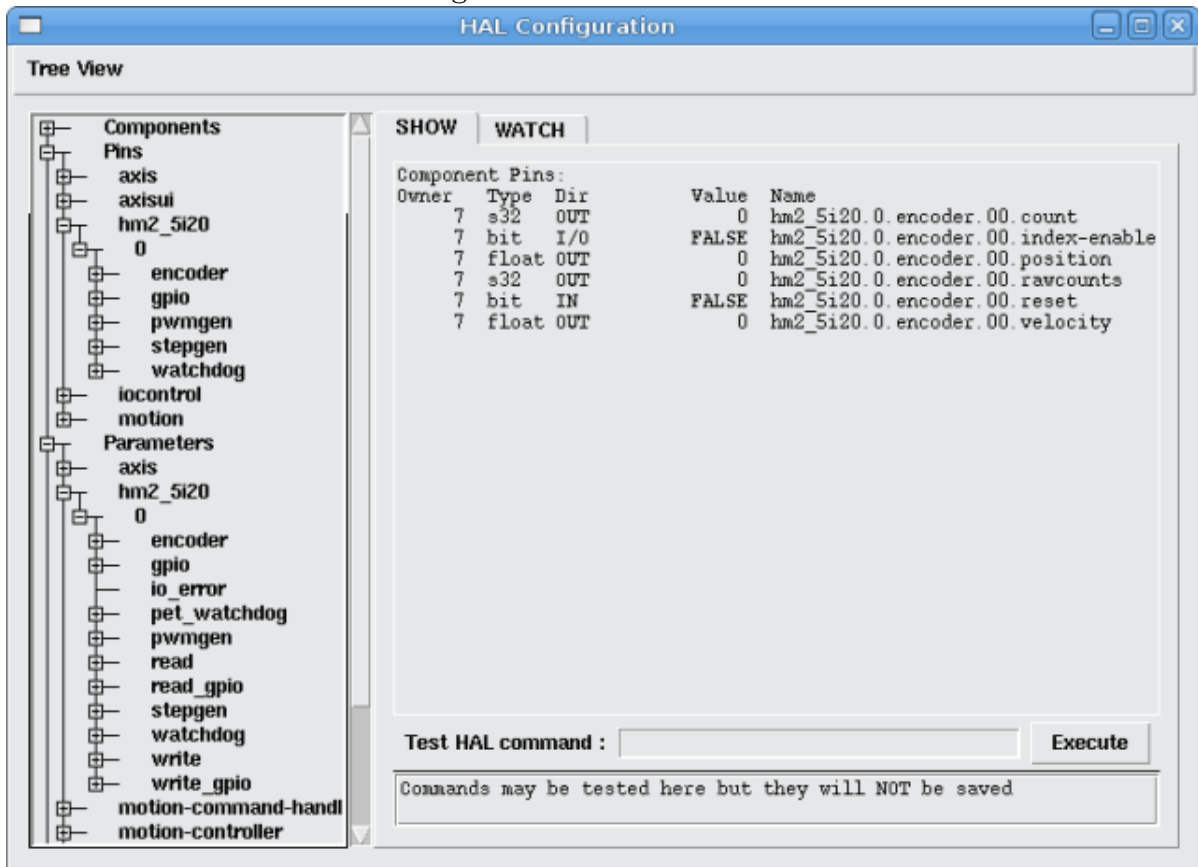 HAL Configuration
Tree View
Components
Pins
axis
axisui
hm2_5i20
0
encoder
gpio
pwmgen
stepgen
watchdog
iocontrol
motion
Parameters
axis
hm2_5i20
0
encoder
gpio
io_error
pet_watchdog
pwmgen
read
read_gpio
stepgen
watchdog
write
write_gpio
motion-command-handl
motion-controller
SHOW WATCH
Component Pins:
Owner Type Dir Value Name
7 s32 OUT 0 hm2_5i20.0.encoder.00.count
7 bit I/O FALSE hm2_5i20.0.encoder.00.index-enable
7 float OUT 0 hm2_5i20.0.encoder.00.position
7 s32 OUT 0 hm2_5i20.0.encoder.00.rawcounts
7 bit IN FALSE hm2_5i20.0.encoder.00.reset
7 float OUT 0 hm2_5i20.0.encoder.00.velocity
Test HAL command : Execute
Commands may be tested here but they will NOT be saved